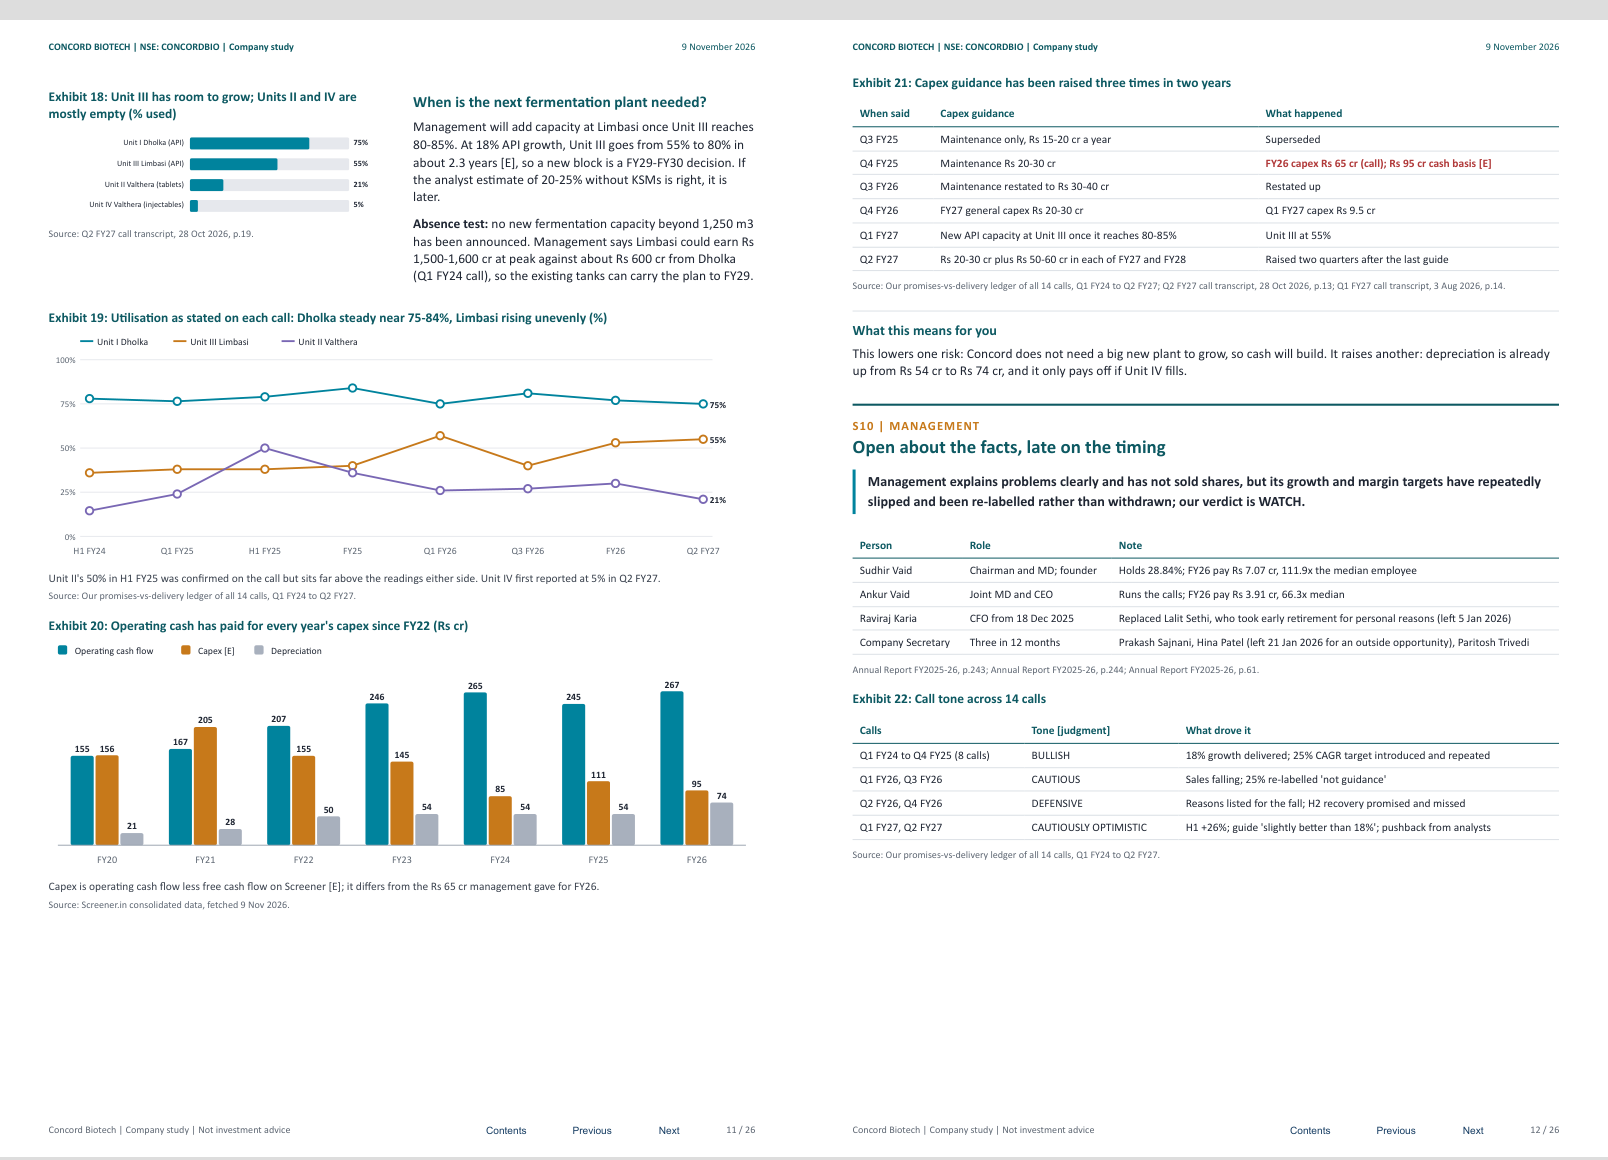 CONCORD BIOTECH | NSE: CONCORDBIO | Company study
9 November 2026
Exhibit 18: Unit III has room to grow; Units II and IV are
mostly empty (% used)
Unit I Dholka (API)
75%
Unit III Limbasi (API)
55%
Unit II Valthera (tablets)
21%
Unit IV Valthera (injectables)
5%
Source: Q2 FY27 call transcript, 28 Oct 2026, p.19.
When is the next fermentation plant needed?
Management will add capacity at Limbasi once Unit III reaches
80-85%. At 18% API growth, Unit III goes from 55% to 80% in
about 2.3 years [E], so a new block is a FY29-FY30 decision. If
the analyst estimate of 20-25% without KSMs is right, it is
later.
Absence test: no new fermentation capacity beyond 1,250 m3
has been announced. Management says Limbasi could earn Rs
1,500-1,600 cr at peak against about Rs 600 cr from Dholka
(Q1 FY24 call), so the existing tanks can carry the plan to FY29.
Exhibit 19: Utilisation as stated on each call: Dholka steady near 75-84%, Limbasi rising unevenly (%)
Unit I Dholka
Unit III Limbasi
Unit II Valthera
100%
75%
50%
25%
0%
75%
55%
21%
H1 FY24
Q1 FY25
H1 FY25
FY25
Q1 FY26
Q3 FY26
FY26
Q2 FY27
Unit II's 50% in H1 FY25 was confirmed on the call but sits far above the readings either side. Unit IV first reported at 5% in Q2 FY27.
Source: Our promises-vs-delivery ledger of all 14 calls, Q1 FY24 to Q2 FY27.
Exhibit 20: Operating cash has paid for every year's capex since FY22 (Rs cr)
Operating cash flow
Capex [E]
Depreciation
155 156 21
167 205 28
207 155 50
246 145 54
265 85 54
245 111 54
267 95 74
FY20
FY21
FY22
FY23
FY24
FY25
FY26
Capex is operating cash flow less free cash flow on Screener [E]; it differs from the Rs 65 cr management gave for FY26.
Source: Screener.in consolidated data, fetched 9 Nov 2026.
Concord Biotech | Company study | Not investment advice
Contents
Previous
Next
11 / 26
CONCORD BIOTECH | NSE: CONCORDBIO | Company study
9 November 2026
Exhibit 21: Capex guidance has been raised three times in two years
When said Capex guidance What happened
Q3 FY25 Maintenance only, Rs 15-20 cr a year Superseded
Q4 FY25 Maintenance Rs 20-30 cr FY26 capex Rs 65 cr (call); Rs 95 cr cash basis [E]
Q3 FY26 Maintenance restated to Rs 30-40 cr Restated up
Q4 FY26 FY27 general capex Rs 20-30 cr Q1 FY27 capex Rs 9.5 cr
Q1 FY27 New API capacity at Unit III once it reaches 80-85% Unit III at 55%
Q2 FY27 Rs 20-30 cr plus Rs 50-60 cr in each of FY27 and FY28 Raised two quarters after the last guide
Source: Our promises-vs-delivery ledger of all 14 calls, Q1 FY24 to Q2 FY27; Q2 FY27 call transcript, 28 Oct 2026, p.13; Q1 FY27 call transcript, 3 Aug 2026, p.14.
What this means for you
This lowers one risk: Concord does not need a big new plant to grow, so cash will build. It raises another: depreciation is already
up from Rs 54 cr to Rs 74 cr, and it only pays off if Unit IV fills.
S10 | MANAGEMENT
Open about the facts, late on the timing
Management explains problems clearly and has not sold shares, but its growth and margin targets have repeatedly
slipped and been re-labelled rather than withdrawn; our verdict is WATCH.
Person Role Note
Sudhir Vaid Chairman and MD; founder Holds 28.84%; FY26 pay Rs 7.07 cr, 111.9x the median employee
Ankur Vaid Joint MD and CEO Runs the calls; FY26 pay Rs 3.91 cr, 66.3x median
Raviraj Karia CFO from 18 Dec 2025 Replaced Lalit Sethi, who took early retirement for personal reasons (left 5 Jan 2026)
Company Secretary Three in 12 months Prakash Sajnani, Hina Patel (left 21 Jan 2026 for an outside opportunity), Paritosh Trivedi
Annual Report FY2025-26, p.243; Annual Report FY2025-26, p.244; Annual Report FY2025-26, p.61.
Exhibit 22: Call tone across 14 calls
Calls Tone [judgment] What drove it
Q1 FY24 to Q4 FY25 (8 calls) BULLISH 18% growth delivered; 25% CAGR target introduced and repeated
Q1 FY26, Q3 FY26 CAUTIOUS Sales falling; 25% re-labelled 'not guidance'
Q2 FY26, Q4 FY26 DEFENSIVE Reasons listed for the fall; H2 recovery promised and missed
Q1 FY27, Q2 FY27 CAUTIOUSLY OPTIMISTIC H1 +26%; guide 'slightly better than 18%'; pushback from analysts
Source: Our promises-vs-delivery ledger of all 14 calls, Q1 FY24 to Q2 FY27.
Concord Biotech | Company study | Not investment advice
Contents
Previous
Next
12 / 26